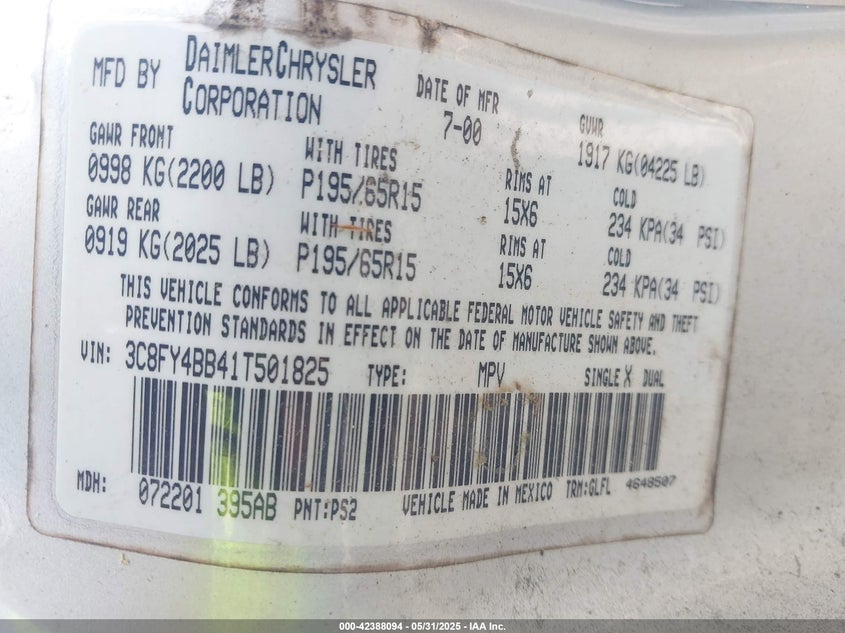 MFD BY DAIMLERCHRYSLER CORPORATION
DATE OF MFR 7-00
GVWR 1917 KG(04225 LB)
GAWR FRONT WITH TIRES RIMS AT COLD
0998 KG(2200 LB) P195/65R15 15X6 234 KPA(34 PSI)
GAWR REAR WITH TIRES RIMS AT COLD
0919 KG(2025 LB) P195/65R15 15X6 234 KPA(34 PSI)
THIS VEHICLE CONFORMS TO ALL APPLICABLE FEDERAL MOTOR VEHICLE SAFETY AND THEFT
PREVENTION STANDARDS IN EFFECT ON THE DATE OF MANUFACTURE SHOWN ABOVE.
VIN: 3C8FY4BB41T501825 TYPE: MPV SINGLE X DUAL
MDH: 072201 395AB PNT:PS2 VEHICLE MADE IN MEXICO TRM:GLFL 4648507
000-42388094 - 05/31/2025 - IAA Inc.